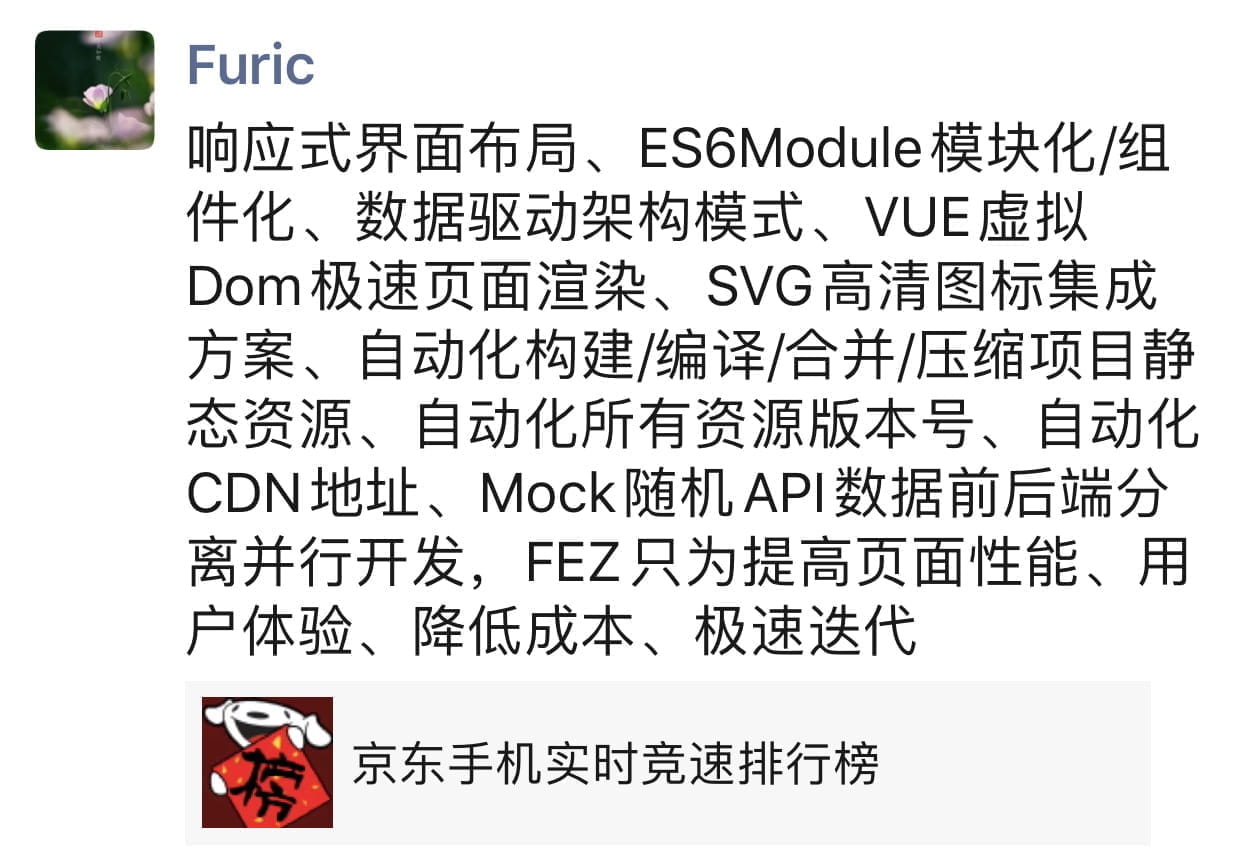 Furic
响应式界面布局、ES6Module模块化/组
件化、数据驱动架构模式、VUE虚拟
Dom极速页面渲染、SVG高清图标集成
方案、自动化构建/编译/合并/压缩项目静
态资源、自动化所有资源版本号、自动化
CDN地址、Mock随机API数据前后端分
离并行开发，FEZ只为提高页面性能、用
户体验、降低成本、极速迭代
榜
京东手机实时竞速排行榜